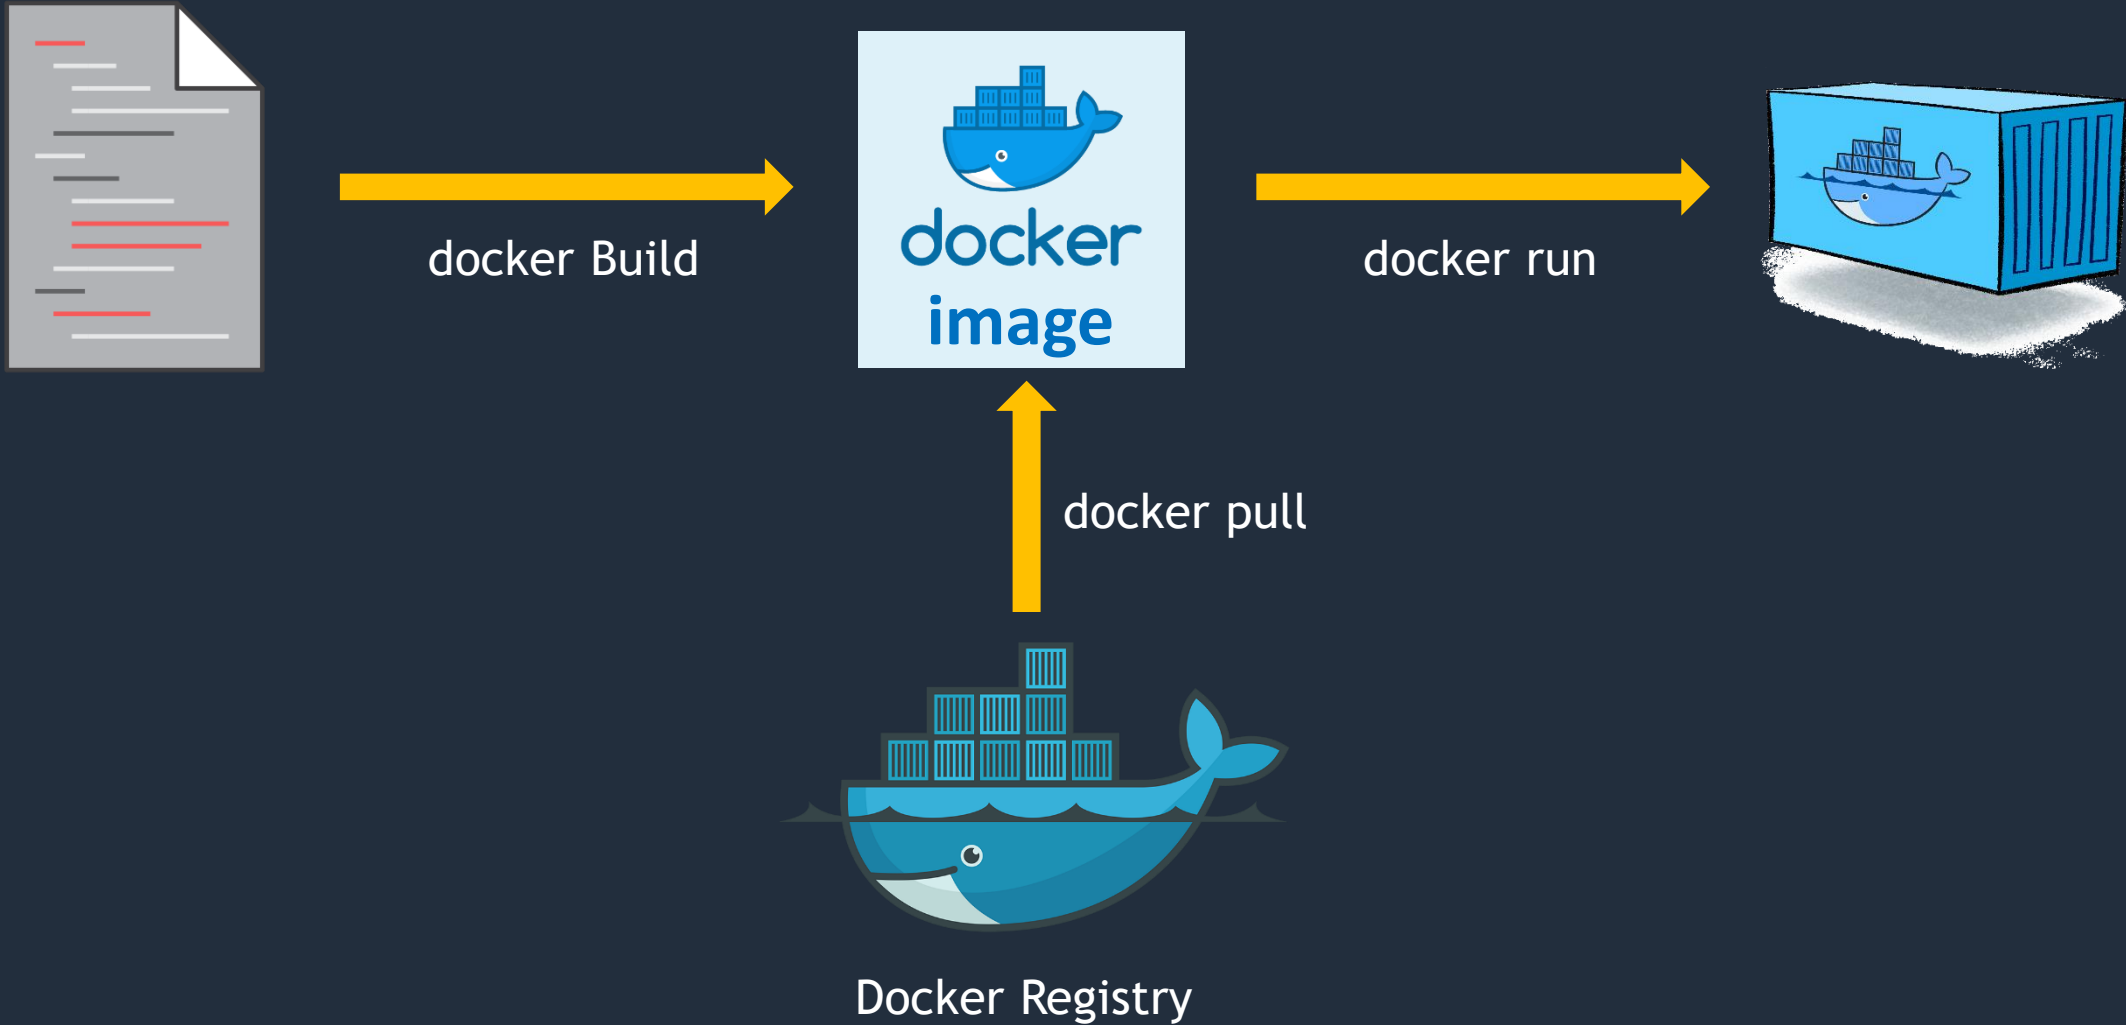 docker
image
docker Build
docker run
docker pull
Docker Registry